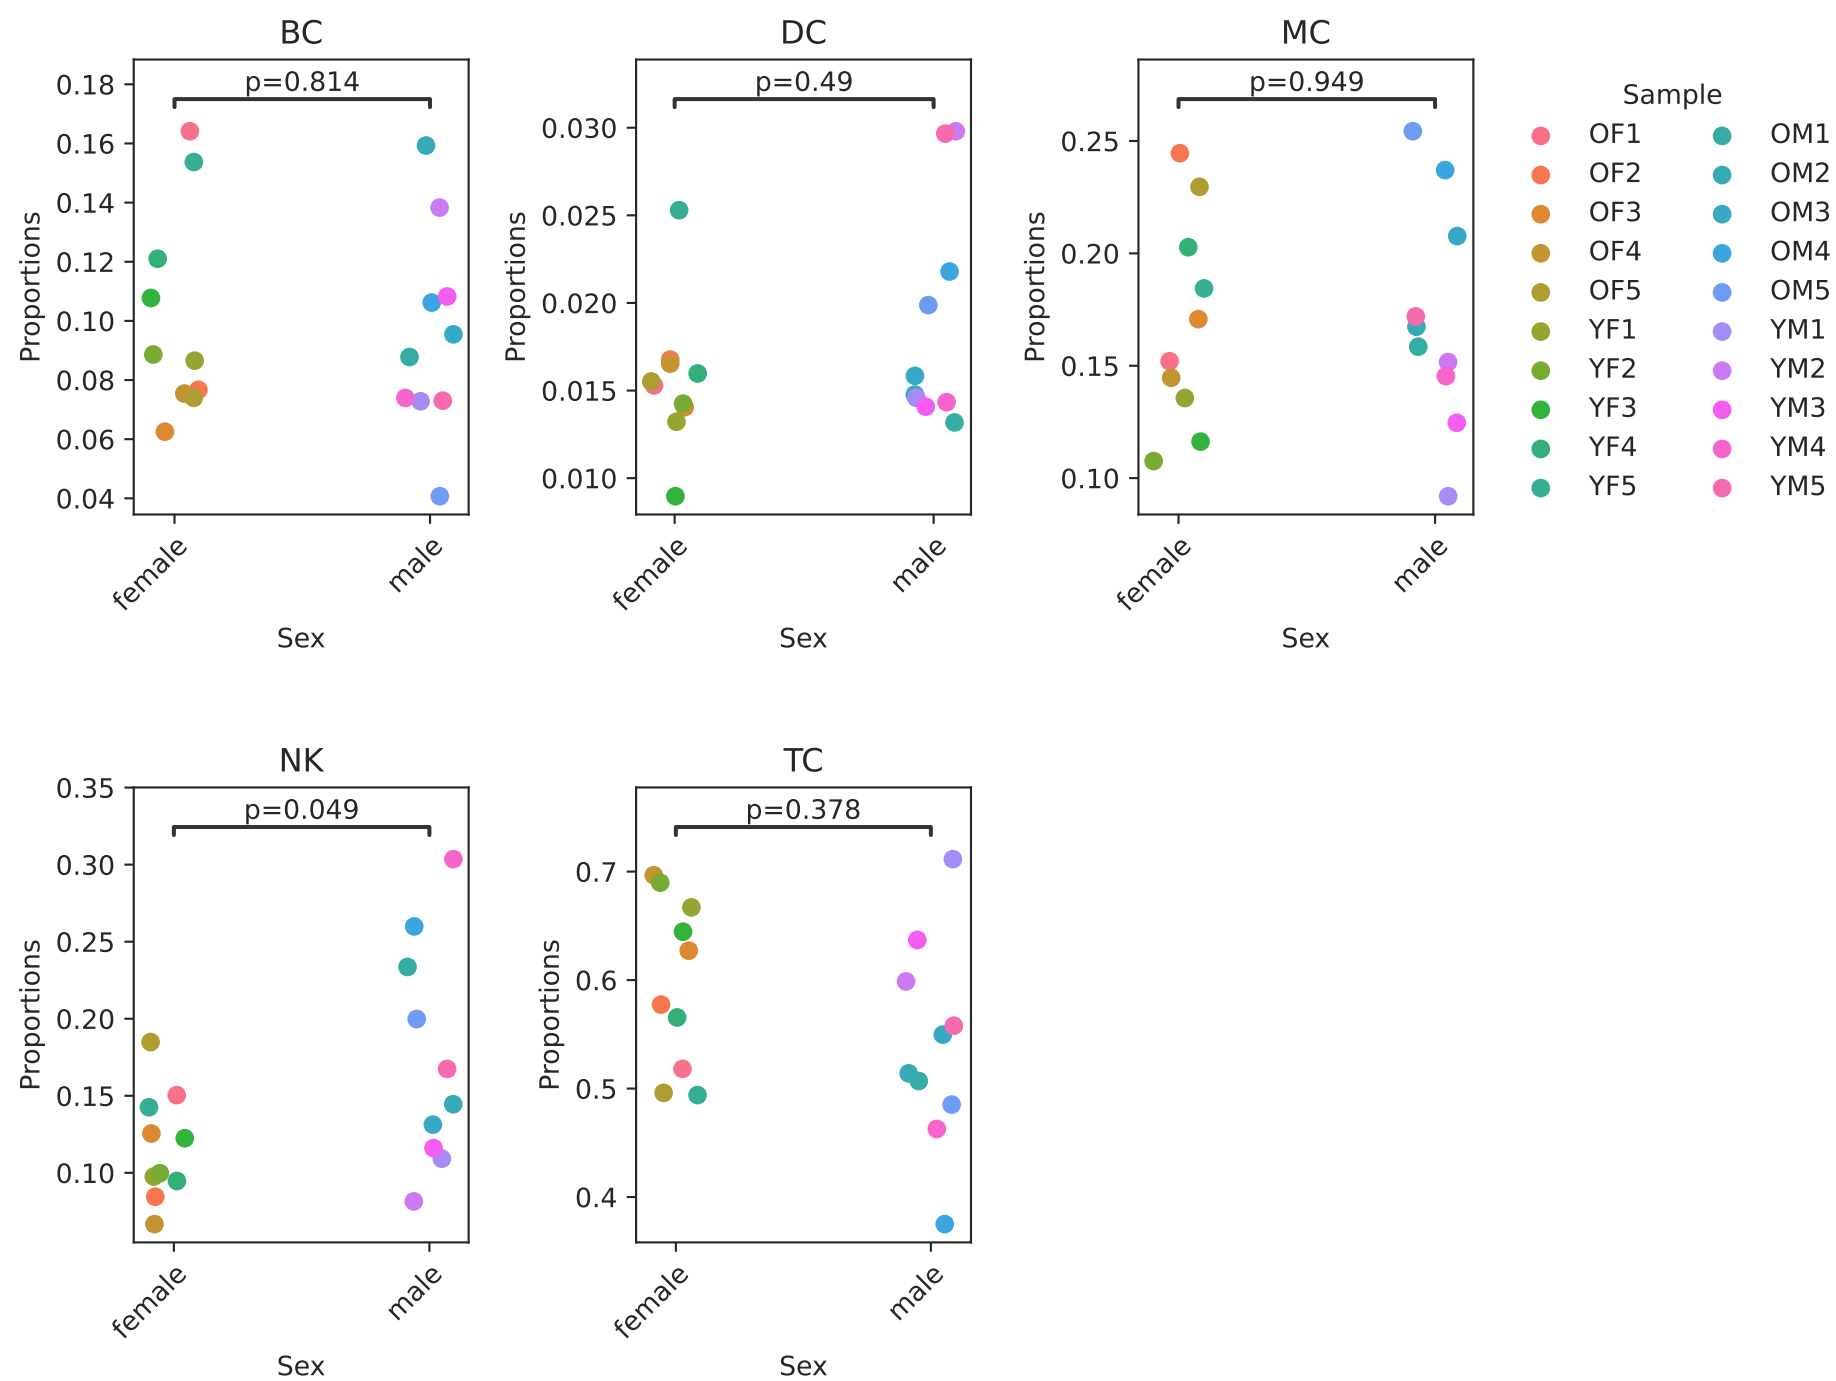 BC
p=0.814
Proportions
0.18
0.16
0.14
0.12
0.10
0.08
0.06
0.04
female
male
Sex
DC
p=0.49
Proportions
0.030
0.025
0.020
0.015
0.010
female
male
Sex
MC
p=0.949
Proportions
0.25
0.20
0.15
0.10
female
male
Sex
Sample
OF1
OF2
OF3
OF4
OF5
YF1
YF2
YF3
YF4
YF5
OM1
OM2
OM3
OM4
OM5
YM1
YM2
YM3
YM4
YM5
NK
p=0.049
Proportions
0.35
0.30
0.25
0.20
0.15
0.10
female
male
Sex
TC
p=0.378
Proportions
0.7
0.6
0.5
0.4
female
male
Sex